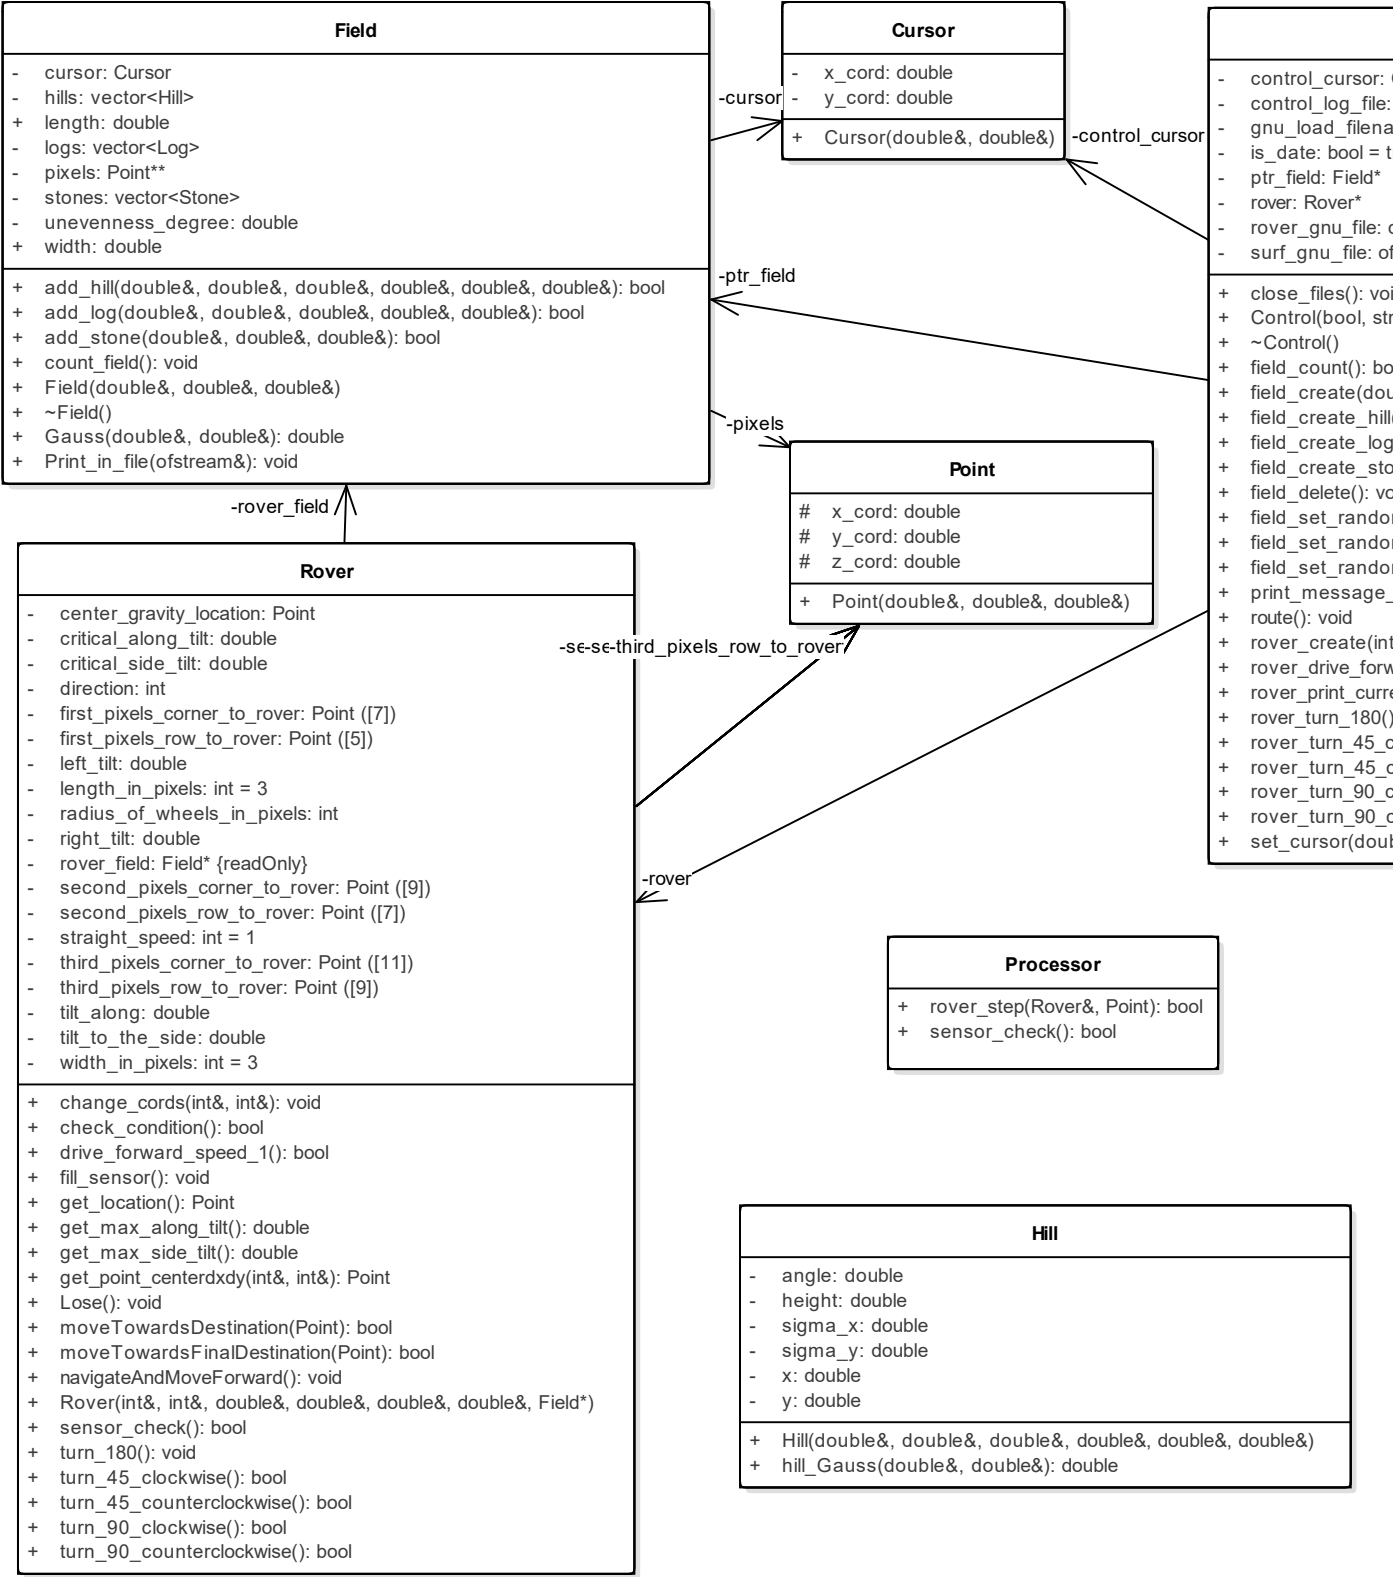 Field
- cursor: Cursor
- hills: vector<Hill>
+ length: double
- logs: vector<Log>
- pixels: Point**
- stones: vector<Stone>
- unevenness_degree: double
+ width: double
+ add_hill(double&, double&, double&, double&, double&, double&): bool
+ add_log(double&, double&, double&, double&, double&): bool
+ add_stone(double&, double&, double&): bool
+ count_field(): void
+ Field(double&, double&, double&)
+ ~Field()
+ Gauss(double&, double&): double
+ Print_in_file(ofstream&): void
-cursor
Cursor
- x_cord: double
- y_cord: double
+ Cursor(double&, double&)
-control_cursor
-ptr_field
-pixels
Point
# x_cord: double
# y_cord: double
# z_cord: double
+ Point(double&, double&, double&)
- control_cursor:
- control_log_file:
- gnu_load_filena
- is_date: bool = t
- ptr_field: Field*
- rover: Rover*
- rover_gnu_file: o
- surf_gnu_file: of
+ close_files(): voi
+ Control(bool, str
+ ~Control()
+ field_count(): bo
+ field_create(dou
+ field_create_hill(
+ field_create_log
+ field_create_sto
+ field_delete(): vo
+ field_set_rando
+ field_set_rando
+ field_set_rando
+ print_message_
+ route(): void
+ rover_create(int
+ rover_drive_forw
+ rover_print_curre
+ rover_turn_180()
+ rover_turn_45_c
+ rover_turn_45_c
+ rover_turn_90_c
+ rover_turn_90_c
+ set_cursor(doub
-rover_field
-se-se-third_pixels_row_to_rover
-rover
Rover
- center_gravity_location: Point
- critical_along_tilt: double
- critical_side_tilt: double
- direction: int
- first_pixels_corner_to_rover: Point ([7])
- first_pixels_row_to_rover: Point ([5])
- left_tilt: double
- length_in_pixels: int = 3
- radius_of_wheels_in_pixels: int
- right_tilt: double
- rover_field: Field* {readOnly}
- second_pixels_corner_to_rover: Point ([9])
- second_pixels_row_to_rover: Point ([7])
- straight_speed: int = 1
- third_pixels_corner_to_rover: Point ([11])
- third_pixels_row_to_rover: Point ([9])
- tilt_along: double
- tilt_to_the_side: double
- width_in_pixels: int = 3
+ change_cords(int&, int&): void
+ check_condition(): bool
+ drive_forward_speed_1(): bool
+ fill_sensor(): void
+ get_location(): Point
+ get_max_along_tilt(): double
+ get_max_side_tilt(): double
+ get_point_centerdxdy(int&, int&): Point
+ Lose(): void
+ moveTowardsDestination(Point): bool
+ moveTowardsFinalDestination(Point): bool
+ navigateAndMoveForward(): void
+ Rover(int&, int&, double&, double&, double&, double&, Field*)
+ sensor_check(): bool
+ turn_180(): void
+ turn_45_clockwise(): bool
+ turn_45_counterclockwise(): bool
+ turn_90_clockwise(): bool
+ turn_90_counterclockwise(): bool
Processor
+ rover_step(Rover&, Point): bool
+ sensor_check(): bool
Hill
- angle: double
- height: double
- sigma_x: double
- sigma_y: double
- x: double
- y: double
+ Hill(double&, double&, double&, double&, double&, double&)
+ hill_Gauss(double&, double&): double